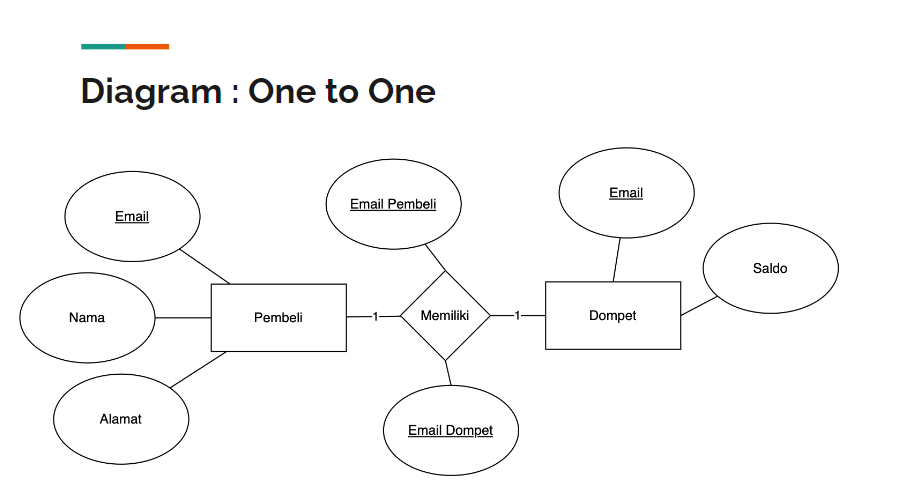 Diagram : One to One
Email
Nama
Alamat
Pembeli
1
Email Pembeli
Memiliki
Email Dompet
1
Email
Dompet
Saldo